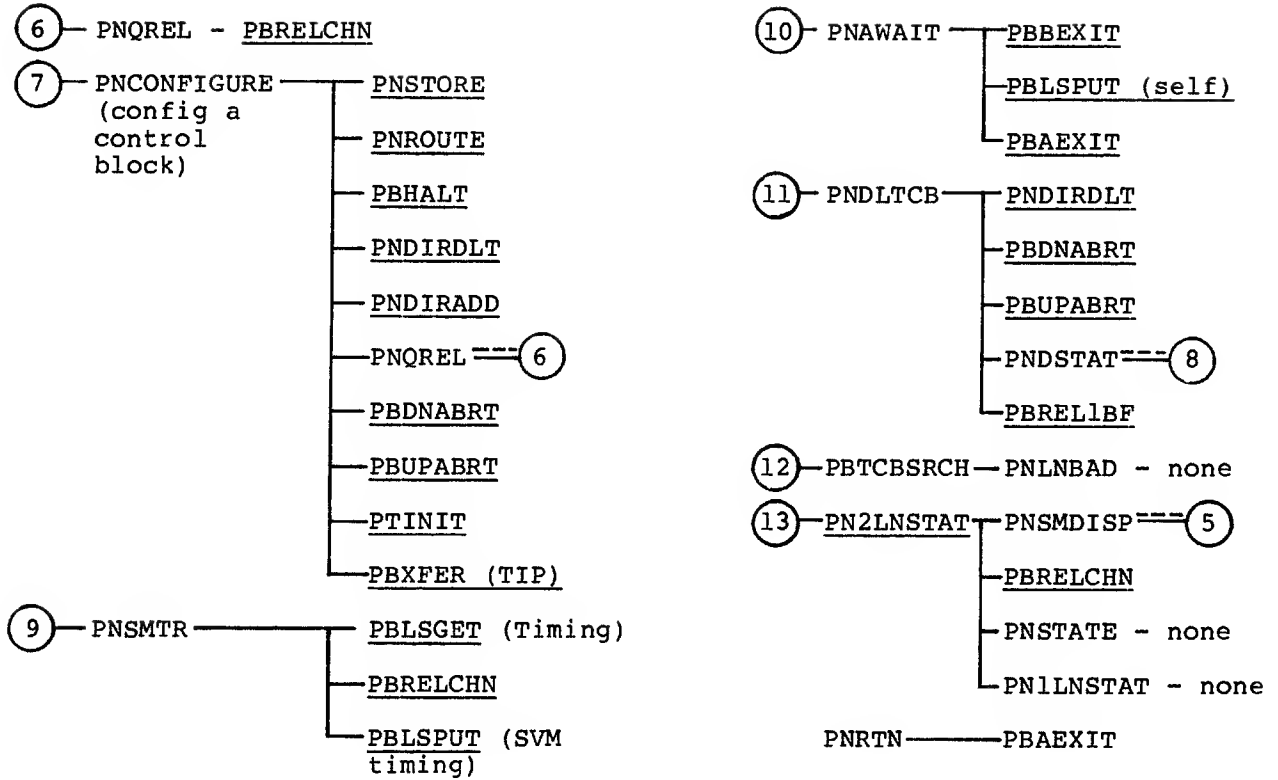 6 PNQREL - PBRELCHN
7 PNCONFIGURE PNSTORE
(config a
control
block)
PNROUTE
PBHALT
PNDIRDLT
PNDIRADD
PNQREL 6
PBDNABRT
PBUPABRT
PTINIT
PBXFER (TIP)
9 PNSMTR PBLSGET (Timing)
PBRELCHN
PBLSPUT (SVM
timing)
10 PNAWAIT PBBEXIT
PBLSPUT (self)
PBAEXIT
11 PNDLTCB PNDIRDLT
PBDNABRT
PBUPABRT
PNDSTAT 8
PBREL1BF
12 PBTCBSRCH PNLNBAD - none
13 PN2LNSTAT PNSMDISP 5
PBRELCHN
PNSTATE - none
PN1LNSTAT - none
PNRTN PBAEXIT